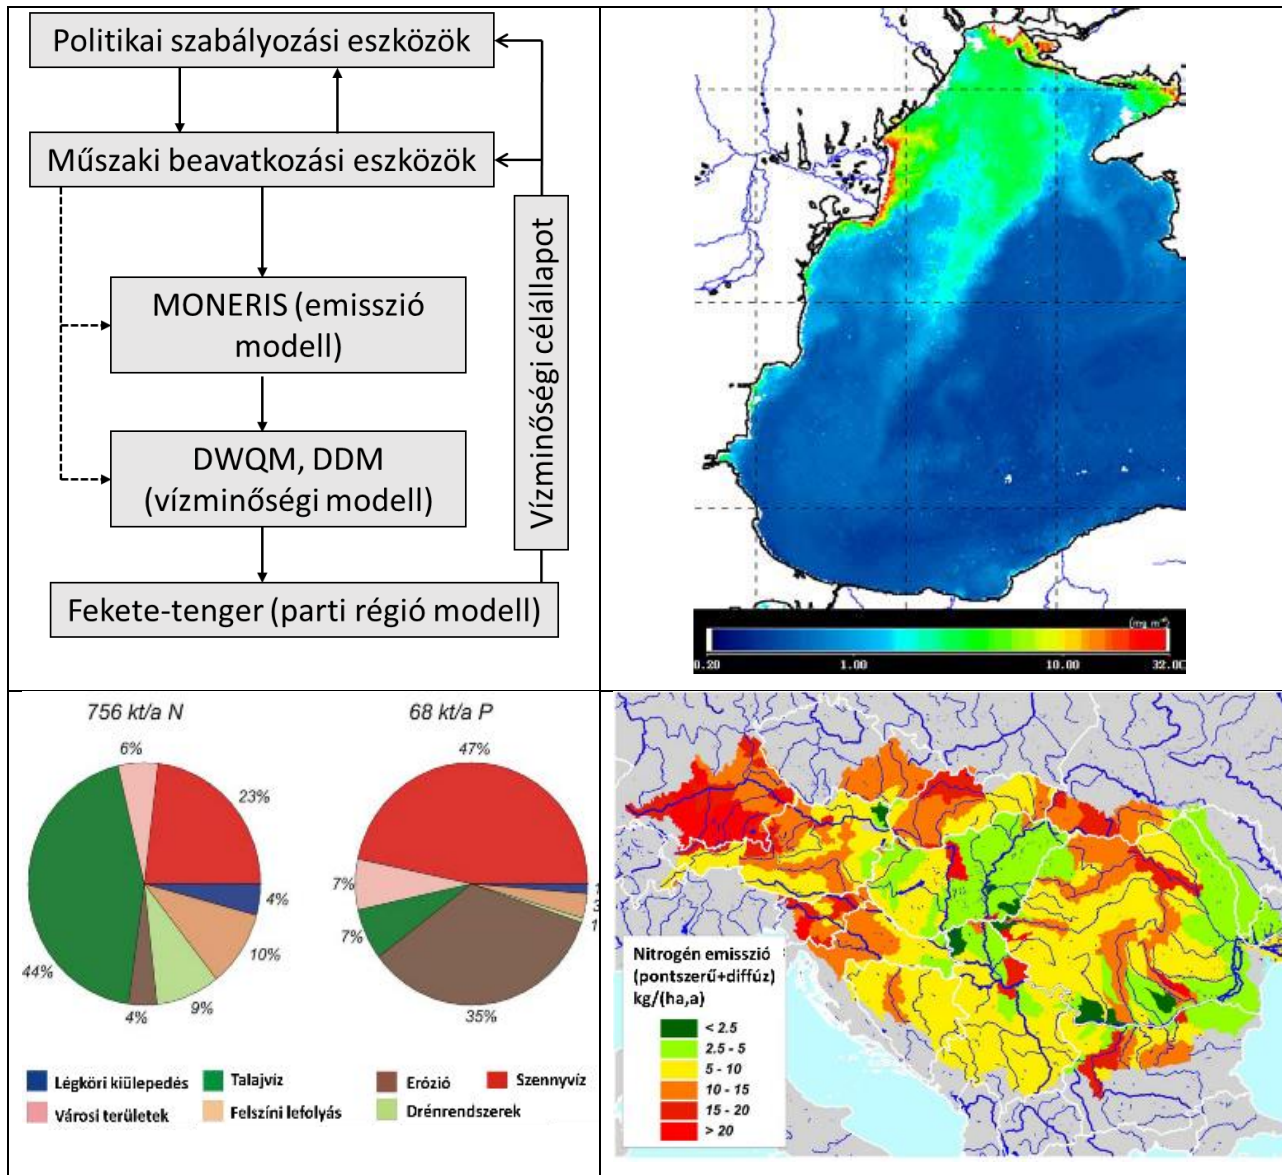 Politikai szabályozási eszközök
Műszaki beavatkozási eszközök
MONERIS (emisszió
modell)
DWQM, DDM
(vízminőségi modell)
Fekete-tenger (parti régió modell)
Vízminőségi célállapot
0.20
1.00
10.00
32.0
756 kt/a N
6%
23%
4%
10%
9%
4%
44%
68 kt/a P
47%
7%
7%
35%
1
Légköri kiülepedés
Talajvíz
Erózió
Szennyvíz
Városi területek
Felszíni lefolyás
Drénrendszerek
Nitrogén emisszió
(pontszerű+diffúz)
kg/(ha,a)
< 2.5
2.5 - 5
5 - 10
10 - 15
15 - 20
> 20